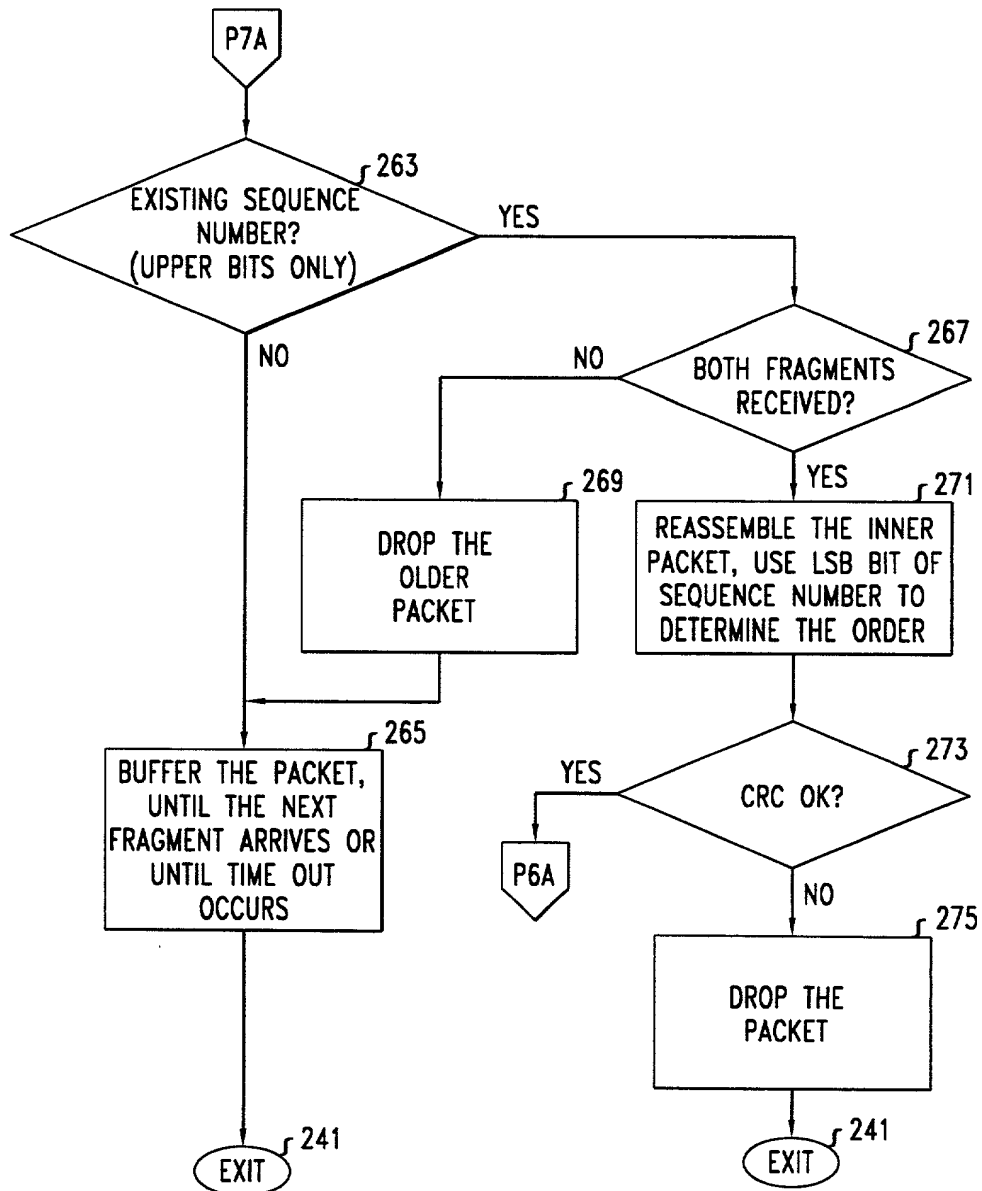 P7A
263
EXISTING SEQUENCE
NUMBER?
(UPPER BITS ONLY)
YES
NO
267
BOTH FRAGMENTS
RECEIVED?
NO
YES
269
DROP THE
OLDER
PACKET
271
REASSEMBLE THE INNER
PACKET, USE LSB BIT OF
SEQUENCE NUMBER TO
DETERMINE THE ORDER
265
BUFFER THE PACKET,
UNTIL THE NEXT
FRAGMENT ARRIVES OR
UNTIL TIME OUT
OCCURS
273
CRC OK?
YES
P6A
NO
275
DROP THE
PACKET
241
EXIT
241
EXIT